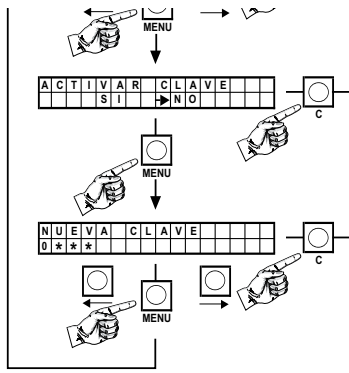 MENU
ACTIVAR CLAVE
SI NO
C
MENU
NUEVA CLAVE
0***
C
MENU